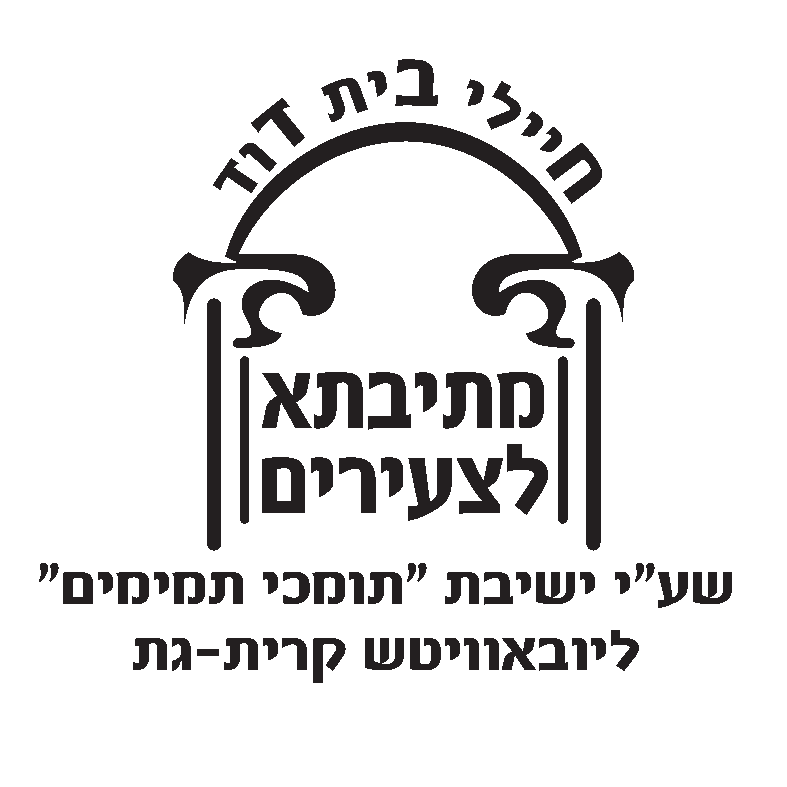 חיילי בית דוד
מתיבתא
לצעירים
שע"י ישיבת "תומכי תמימים"
ליובאוויטש קרית-גת